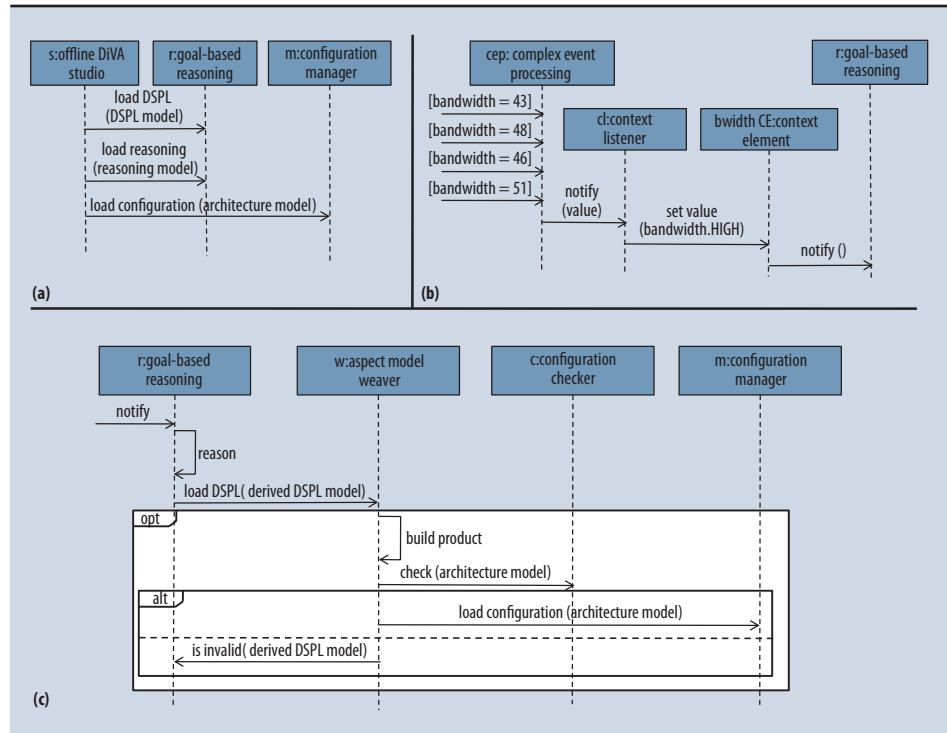 s:offline DiVA
studio
r:goal-based
reasoning
m:configuration
manager
load DSPL
(DSPL model)
load reasoning
(reasoning model)
load configuration (architecture model)
(a)
cep: complex event
processing
r:goal-based
reasoning
[bandwidth = 43]
[bandwidth = 48]
[bandwidth = 46]
[bandwidth = 51]
cl:context
listener
bwidth CE:context
element
notify
(value)
set value
(bandwidth.HIGH)
notify ()
(b)
r:goal-based
reasoning
w:aspect model
weaver
c:configuration
checker
m:configuration
manager
notify
reason
load DSPL( derived DSPL model)
opt
build product
check (architecture model)
alt
load configuration (architecture model)
is invalid( derived DSPL model)
(c)